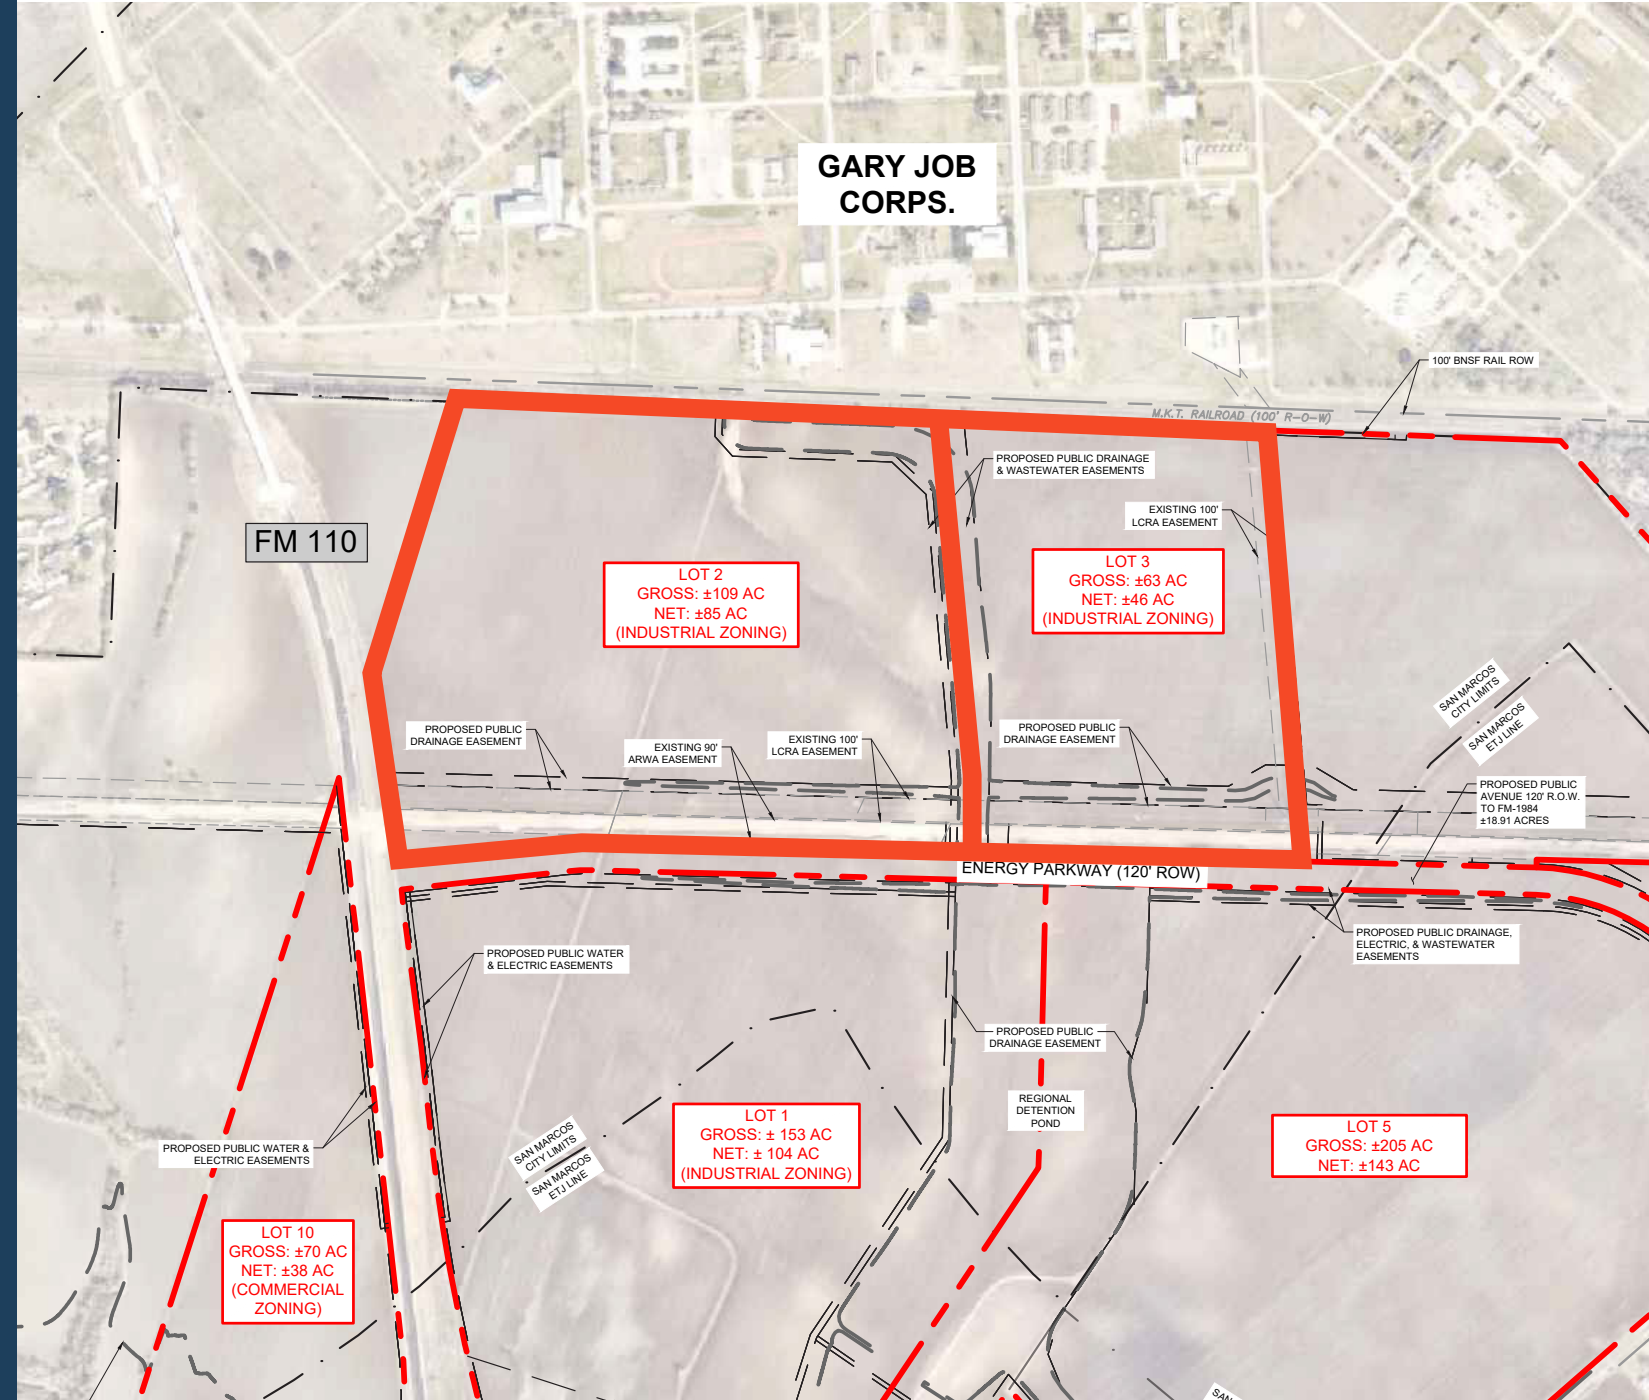 GARY JOB
CORPS.
100' BNSF RAIL ROW
M.K.T. RAILROAD (100' R-O-W)
PROPOSED PUBLIC DRAINAGE
& WASTEWATER EASEMENTS
EXISTING 100'
LCRA EASEMENT
FM 110
LOT 2
GROSS: ±109 AC
NET: ±85 AC
(INDUSTRIAL ZONING)
LOT 3
GROSS: ±63 AC
NET: ±46 AC
(INDUSTRIAL ZONING)
SAN MARCOS
CITY LIMITS
SAN MARCOS
ETJ LINE
PROPOSED PUBLIC
DRAINAGE EASEMENT
EXISTING 90'
ARWA EASEMENT
EXISTING 100'
LCRA EASEMENT
PROPOSED PUBLIC
DRAINAGE EASEMENT
PROPOSED PUBLIC
AVENUE 120' R.O.W.
TO FM-1984
±18.91 ACRES
ENERGY PARKWAY (120' ROW)
PROPOSED PUBLIC DRAINAGE,
ELECTRIC, & WASTEWATER
EASEMENTS
PROPOSED PUBLIC WATER
& ELECTRIC EASEMENTS
PROPOSED PUBLIC
DRAINAGE EASEMENT
REGIONAL
DETENTION
POND
LOT 1
GROSS: ± 153 AC
NET: ± 104 AC
(INDUSTRIAL ZONING)
LOT 5
GROSS: ±205 AC
NET: ±143 AC
SAN MARCOS
CITY LIMITS
SAN MARCOS
ETJ LINE
PROPOSED PUBLIC WATER &
ELECTRIC EASEMENTS
LOT 10
GROSS: ±70 AC
NET: ±38 AC
(COMMERCIAL
ZONING)
SAN